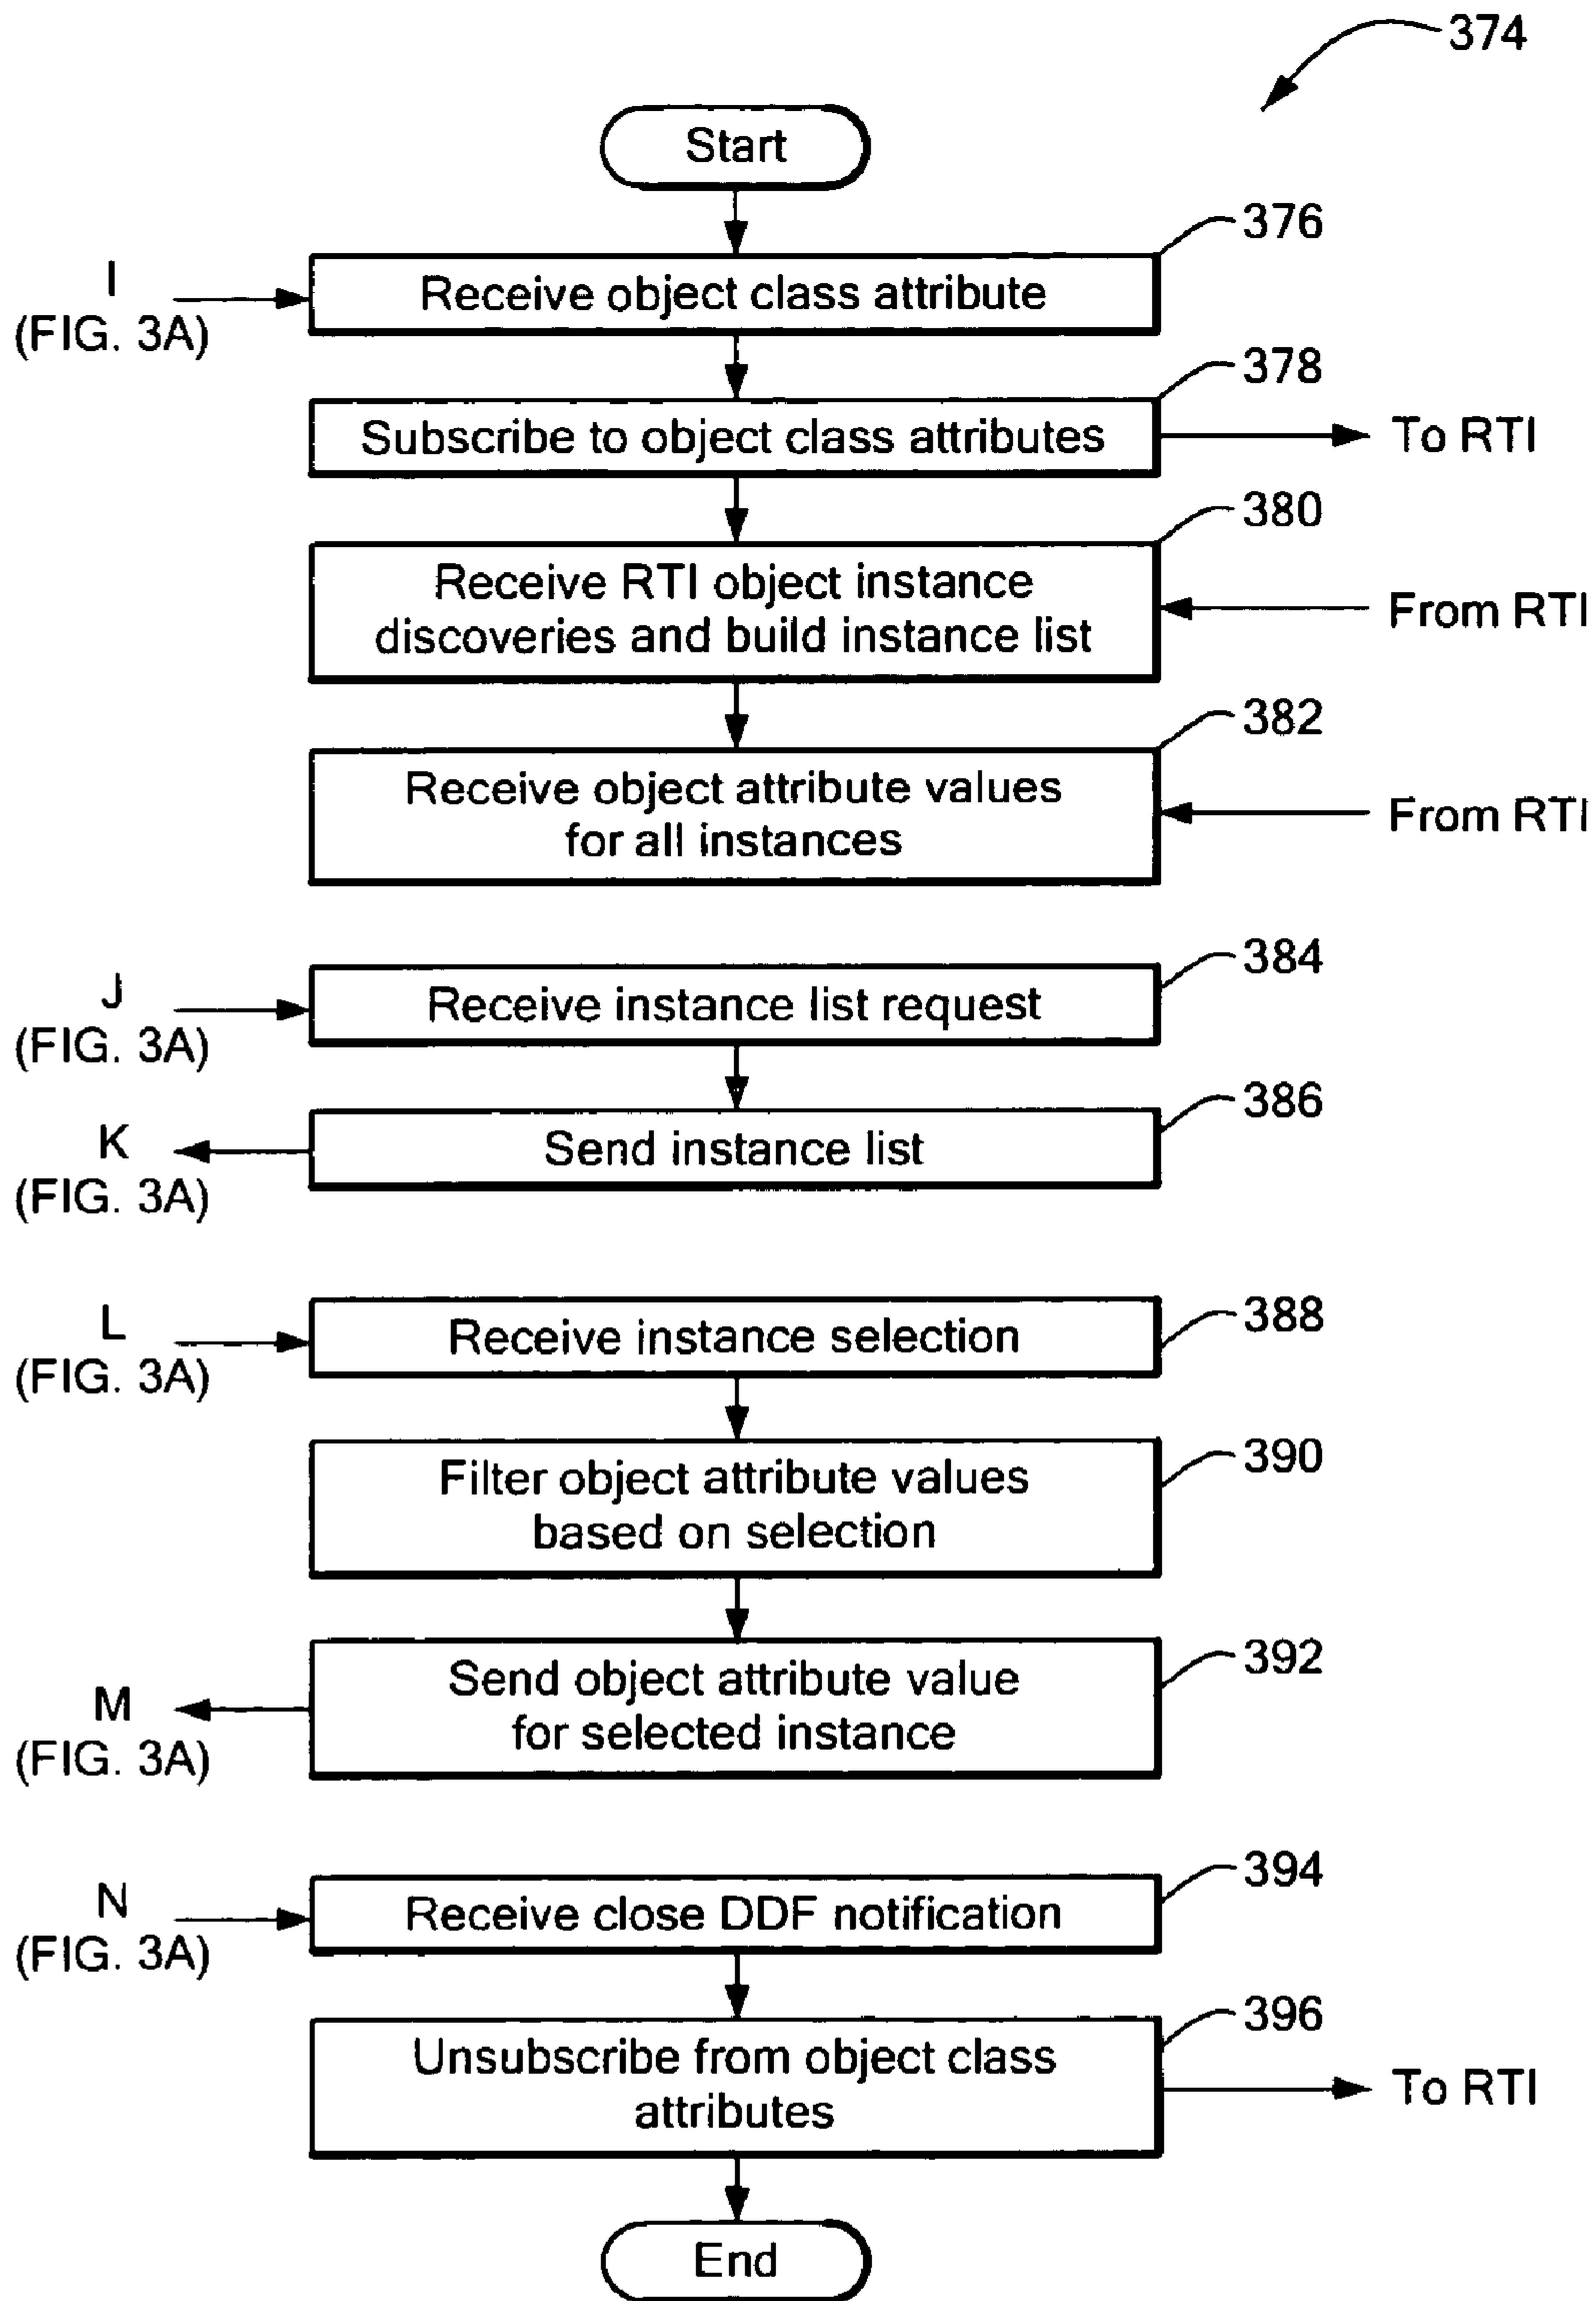 374
Start
376
I
(FIG. 3A)
Receive object class attribute
378
Subscribe to object class attributes
To RTI
380
Receive RTI object instance
discoveries and build instance list
From RTI
382
Receive object attribute values
for all instances
From RTI
384
J
(FIG. 3A)
Receive instance list request
386
K
(FIG. 3A)
Send instance list
388
L
(FIG. 3A)
Receive instance selection
390
Filter object attribute values
based on selection
392
M
(FIG. 3A)
Send object attribute value
for selected instance
394
N
(FIG. 3A)
Receive close DDF notification
396
Unsubscribe from object class
attributes
To RTI
End